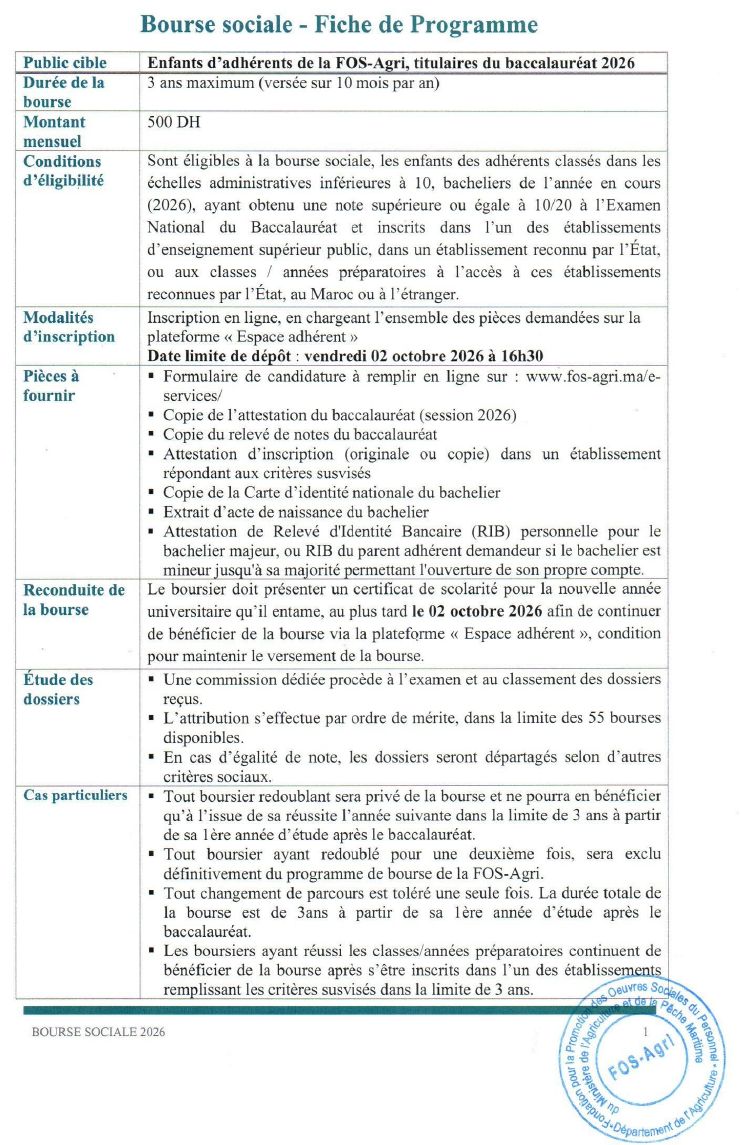 Bourse sociale - Fiche de Programme
Public cible
Enfants d’adhérents de la FOS-Agri, titulaires du baccalauréat 2026
Durée de la
bourse
3 ans maximum (versée sur 10 mois par an)
Montant
mensuel
500 DH
Conditions
d’éligibilité
Sont éligibles à la bourse sociale, les enfants des adhérents classés dans les
échelles administratives inférieures à 10, bacheliers de l’année en cours
(2026), ayant obtenu une note supérieure ou égale à 10/20 à l’Examen
National du Baccalauréat et inscrits dans l’un des établissements
d’enseignement supérieur public, dans un établissement reconnu par l’État,
ou aux classes / années préparatoires à l’accès à ces établissements
reconnues par l’État, au Maroc ou à l’étranger.
Modalités
d’inscription
Inscription en ligne, en chargeant l’ensemble des pièces demandées sur la
plateforme « Espace adhérent »
Date limite de dépôt : vendredi 02 octobre 2026 à 16h30
Pièces à
fournir
▪ Formulaire de candidature à remplir en ligne sur : www.fos-agri.ma/e-
services/
▪ Copie de l’attestation du baccalauréat (session 2026)
▪ Copie du relevé de notes du baccalauréat
▪ Attestation d’inscription (originale ou copie) dans un établissement
répondant aux critères susvisés
▪ Copie de la Carte d’identité nationale du bachelier
▪ Extrait d’acte de naissance du bachelier
▪ Attestation de Relevé d'Identité Bancaire (RIB) personnelle pour le
bachelier majeur, ou RIB du parent adhérent demandeur si le bachelier est
mineur jusqu'à sa majorité permettant l'ouverture de son propre compte.
Reconduite de
la bourse
Le boursier doit présenter un certificat de scolarité pour la nouvelle année
universitaire qu’il entame, au plus tard le 02 octobre 2026 afin de continuer
de bénéficier de la bourse via la plateforme « Espace adhérent », condition
pour maintenir le versement de la bourse.
Étude des
dossiers
▪ Une commission dédiée procède à l’examen et au classement des dossiers
reçus.
▪ L’attribution s’effectue par ordre de mérite, dans la limite des 55 bourses
disponibles.
▪ En cas d’égalité de note, les dossiers seront départagés selon d’autres
critères sociaux.
Cas particuliers
▪ Tout boursier redoublant sera privé de la bourse et ne pourra en bénéficier
qu’à l’issue de sa réussite l’année suivante dans la limite de 3 ans à partir
de sa 1ère année d’étude après le baccalauréat.
▪ Tout boursier ayant redoublé pour une deuxième fois, sera exclu
définitivement du programme de bourse de la FOS-Agri.
▪ Tout changement de parcours est toléré une seule fois. La durée totale de
la bourse est de 3ans à partir de sa 1ère année d’étude après le
baccalauréat.
▪ Les boursiers ayant réussi les classes/années préparatoires continuent de
bénéficier de la bourse après s’être inscrits dans l’un des établissements
remplissant les critères susvisés dans la limite de 3 ans.
BOURSE SOCIALE 2026
1
Fondation pour la Promotion des Oeuvres Sociales du Personnel
du Ministère de l'Agriculture et de la Pêche Maritime
Département de l'Agriculture
FOS-Agri